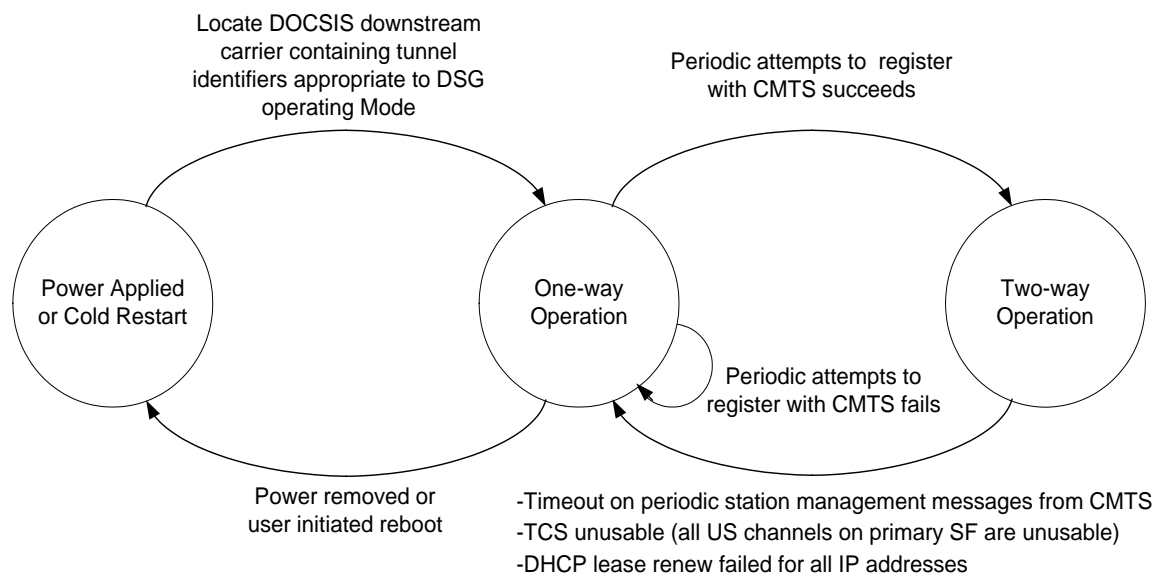 Locate DOCSIS downstream
carrier containing tunnel
identifiers appropriate to DSG
operating Mode
Periodic attempts to register
with CMTS succeeds
Power Applied
or Cold Restart
One-way
Operation
Two-way
Operation
Periodic attempts to
register with CMTS fails
Power removed or
user initiated reboot
-Timeout on periodic station management messages from CMTS
-TCS unusable (all US channels on primary SF are unusable)
-DHCP lease renew failed for all IP addresses